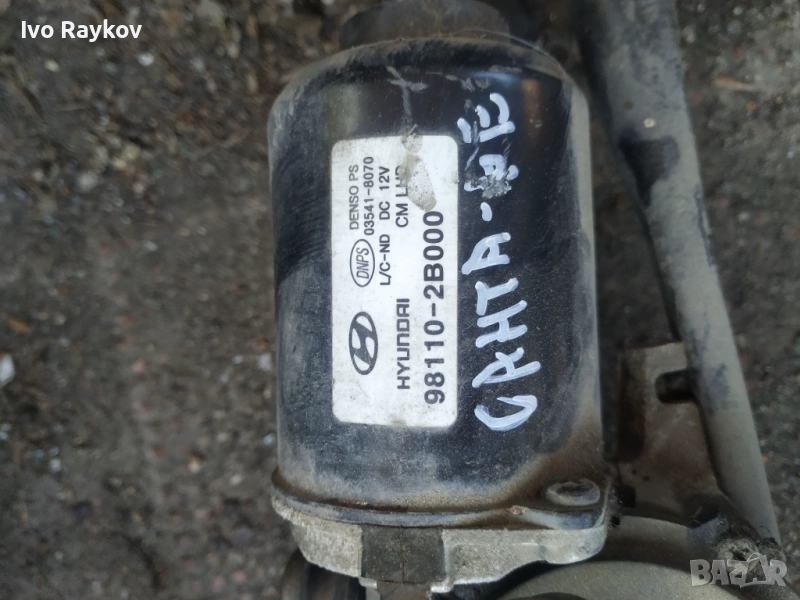 Ivo Raykov
DENSO PS
03541-8070
DNPS
L/C-ND DC 12V
CM LHD
HYUNDAI
98110-2B000
САНТА-ФЕ
BAZAR